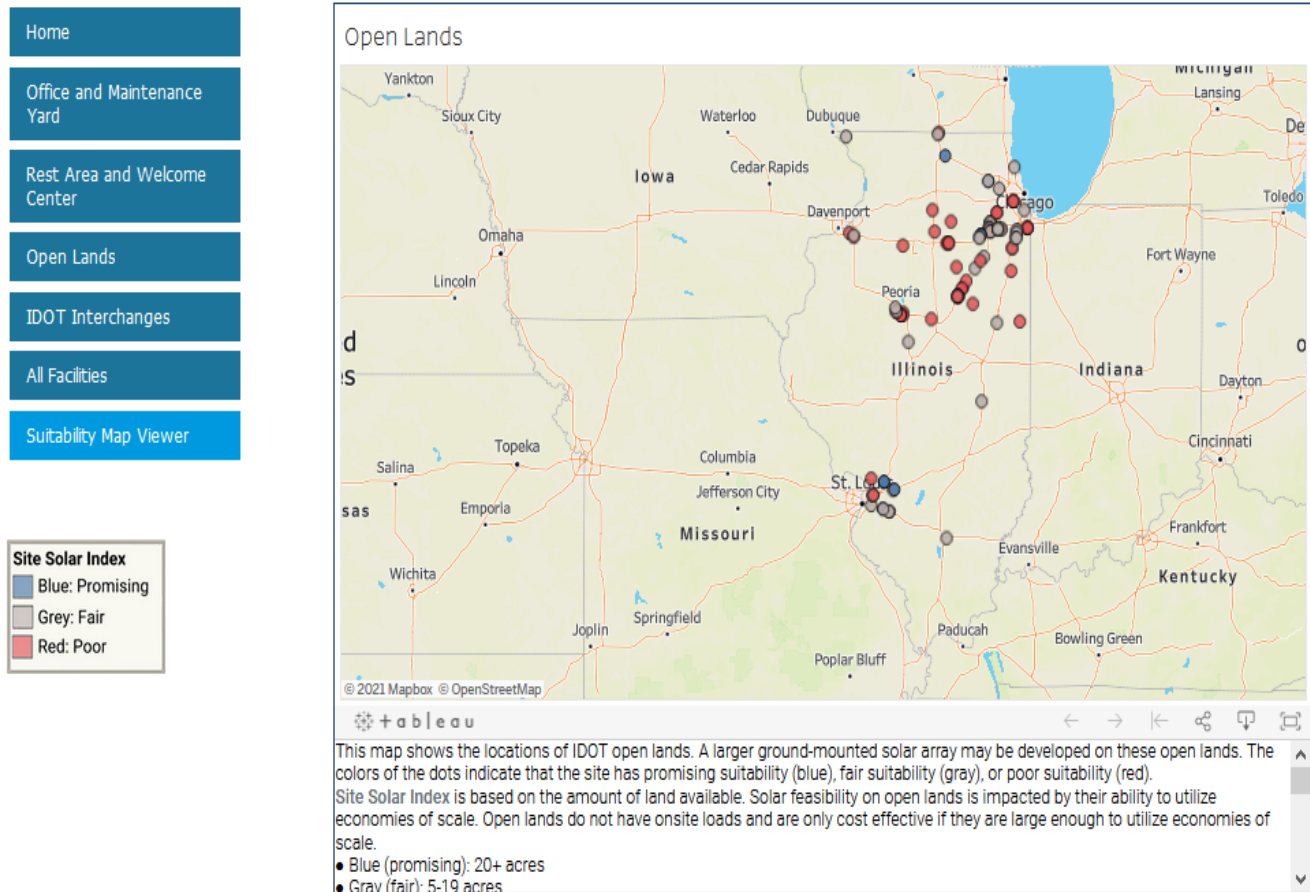 Home
Office and Maintenance
Yard
Rest Area and Welcome
Center
Open Lands
IDOT Interchanges
All Facilities
Suitability Map Viewer
Site Solar Index
Blue: Promising
Grey: Fair
Red: Poor
Open Lands
Michigan
Yankton
Lansing
Sioux City
Waterloo
Dubuque
De
Iowa
Cedar Rapids
Toledo
Davenport
Omaha
Fort Wayne
Lincoln
Peoria
d
es
Illinois
Indiana
o
Dayton
Topeka
Cincinnati
Salina
Columbia
St. Lou
Jefferson City
sas
Emporia
Missouri
Frankfort
Evansville
Wichita
Kentucky
Springfield
Joplin
Paducah
Bowling Green
Poplar Bluff
© 2021 Mapbox © OpenStreetMap
+ a b l e a u
This map shows the locations of IDOT open lands. A larger ground-mounted solar array may be developed on these open lands. The
colors of the dots indicate that the site has promising suitability (blue), fair suitability (gray), or poor suitability (red).
Site Solar Index is based on the amount of land available. Solar feasibility on open lands is impacted by their ability to utilize
economies of scale. Open lands do not have onsite loads and are only cost effective if they are large enough to utilize economies of
scale.
● Blue (promising): 20+ acres
● Gray (fair): 5-19 acres